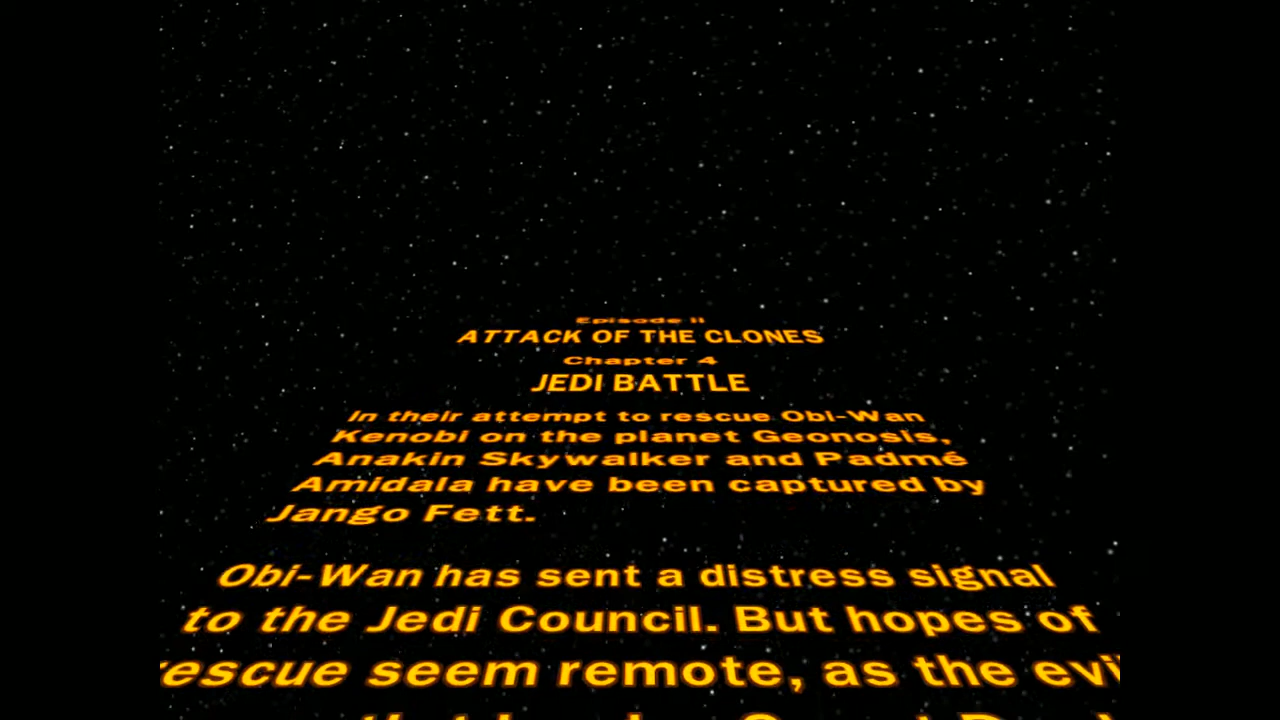 Episode II
ATTACK OF THE CLONES
Chapter 4
JEDI BATTLE
In their attempt to rescue Obi-Wan
Kenobi on the planet Geonosis,
Anakin Skywalker and Padmé
Amidala have been captured by
Jango Fett.
Obi-Wan has sent a distress signal
to the Jedi Council. But hopes of
rescue seem remote, as the evi